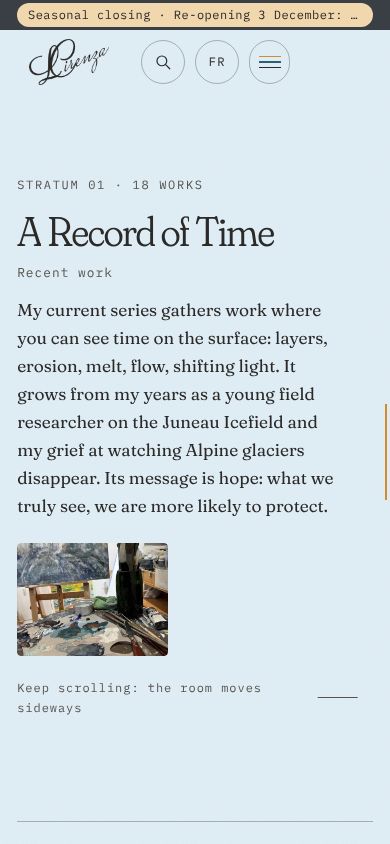 Seasonal closing · Re-opening 3 December: …
Lirenza
FR
STRATUM 01 · 18 WORKS
A Record of Time
Recent work
My current series gathers work where
you can see time on the surface: layers,
erosion, melt, flow, shifting light. It
grows from my years as a young field
researcher on the Juneau Icefield and
my grief at watching Alpine glaciers
disappear. Its message is hope: what we
truly see, we are more likely to protect.
Keep scrolling: the room moves
sideways